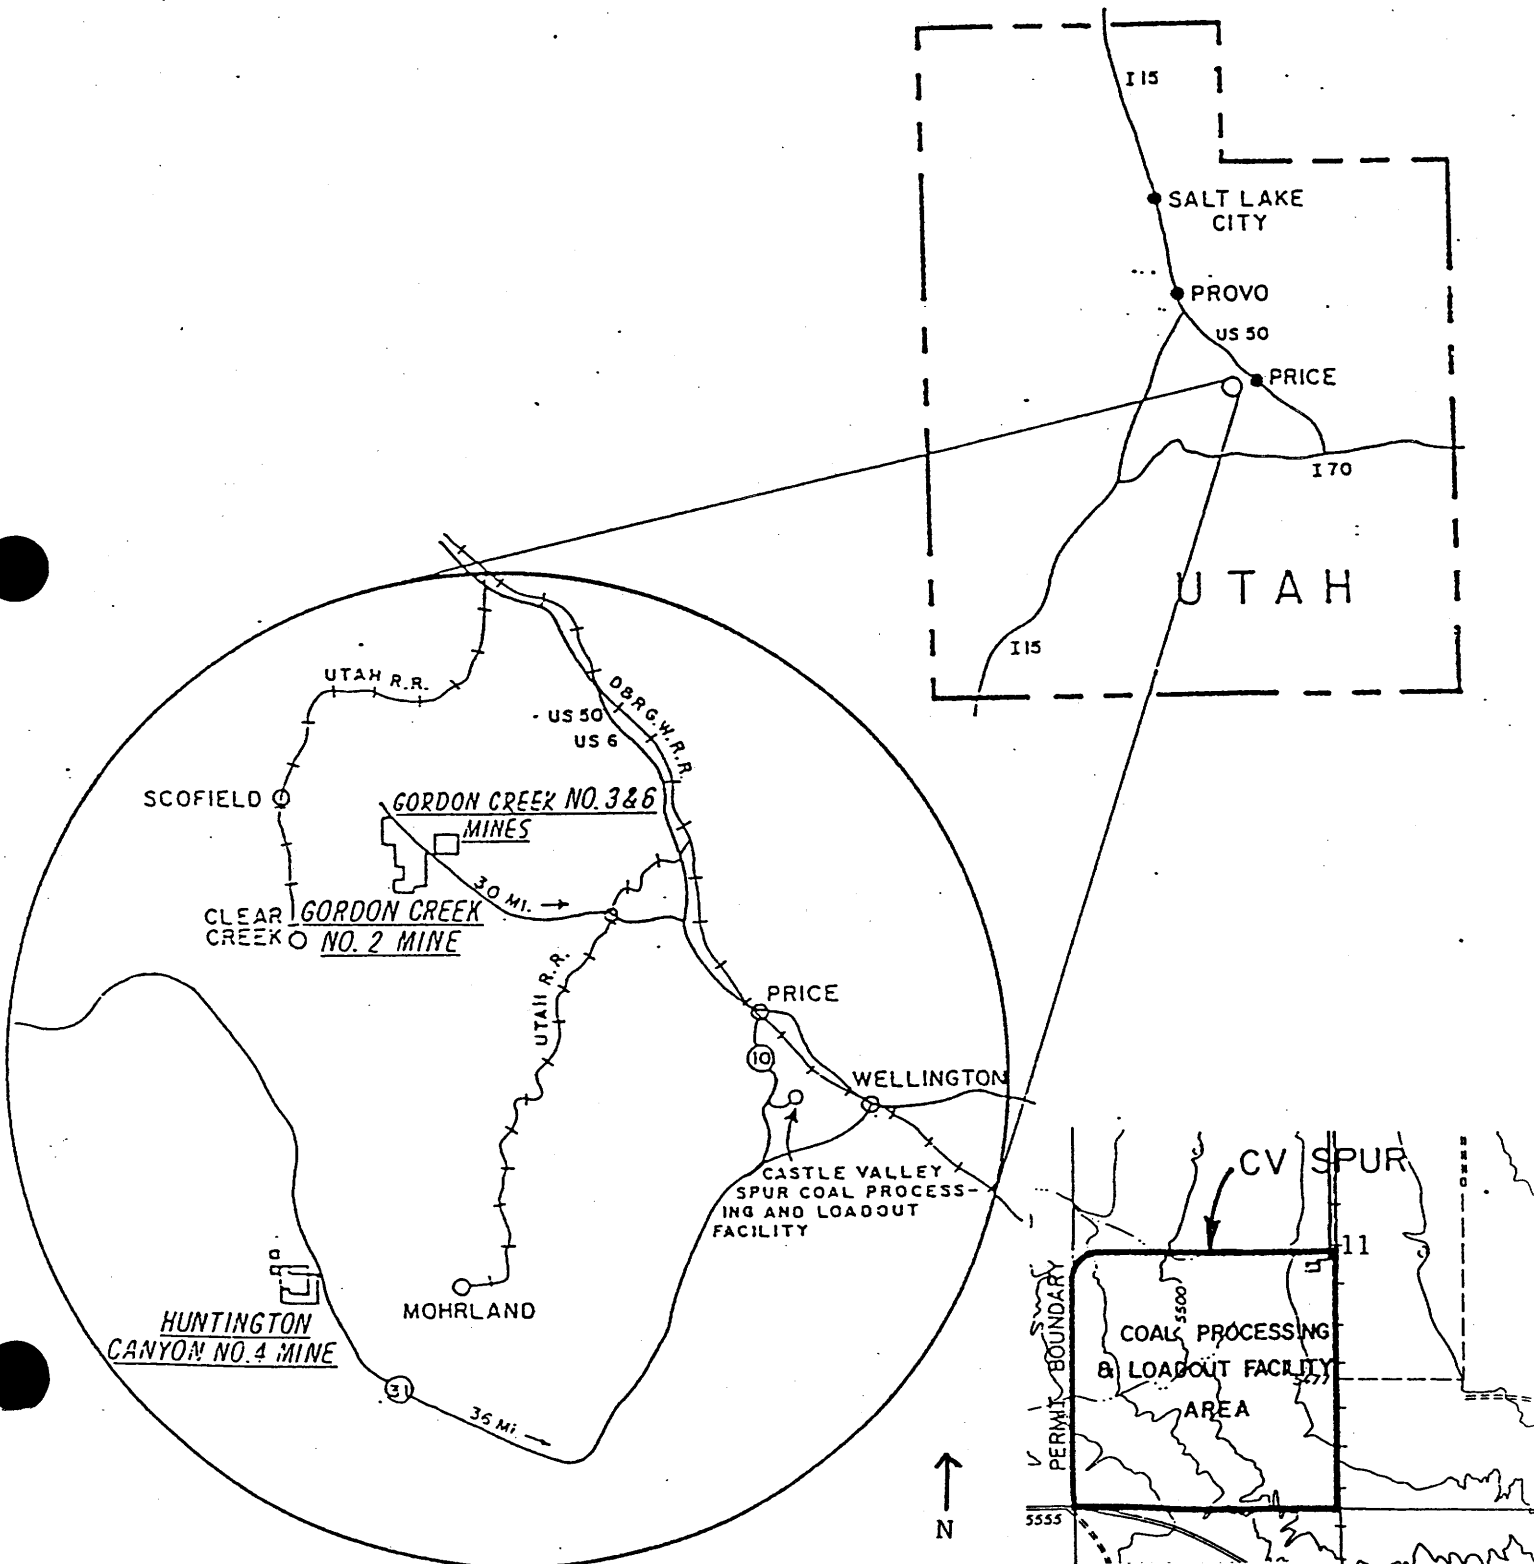 I 15
SALT LAKE
CITY
PROVO
US 50
PRICE
I 70
UTAH
I 15
UTAH R.R.
D&R G.W.R.R.
US 50
US 6
SCOFIELD
GORDON CREEK NO. 3&6
MINES
30 MI.
CLEAR
CREEK
GORDON CREEK
NO. 2 MINE
UTAH R.R.
PRICE
10
WELLINGTON
CASTLE VALLEY
SPUR COAL PROCESS-
ING AND LOADOUT
FACILITY
MOHRLAND
HUNTINGTON
CANYON NO. 4 MINE
31
36 Mi.
N
CV SPUR
11
PERMIT BOUNDARY
5500
COAL PROCESSING
& LOADOUT FACILITY
AREA
5555